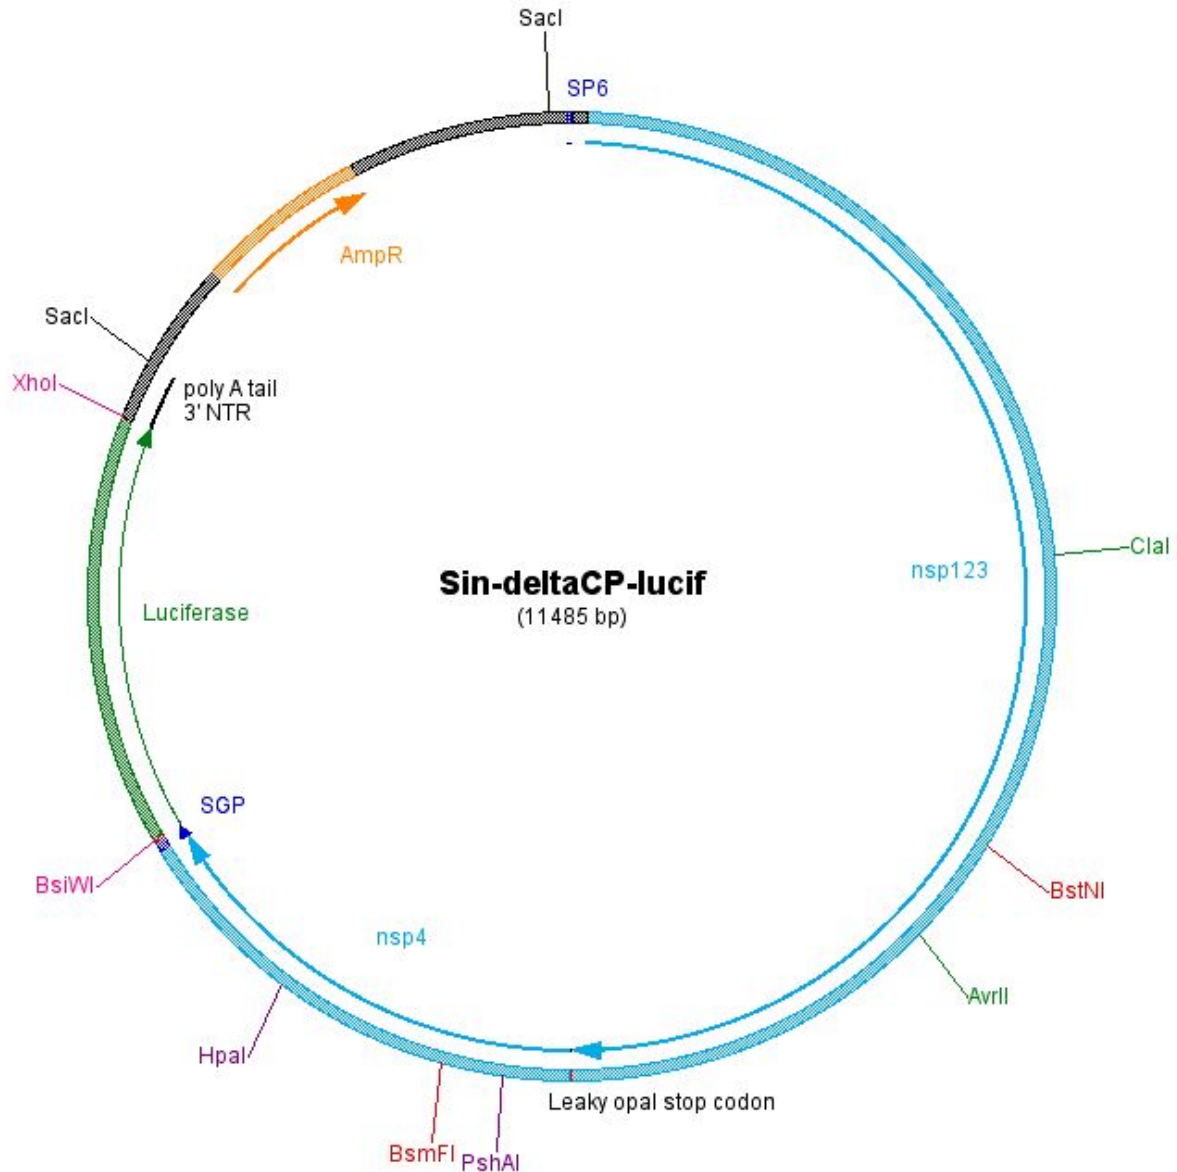 SacI
SP6
AmpR
SacI
XhoI
poly A tail
3' NTR
ClaI
nsp123
Sin-deltaCP-lucif
(11485 bp)
Luciferase
SGP
BsiWI
BstNI
nsp4
AvrII
HpaI
Leaky opal stop codon
BsmFI
PshAI